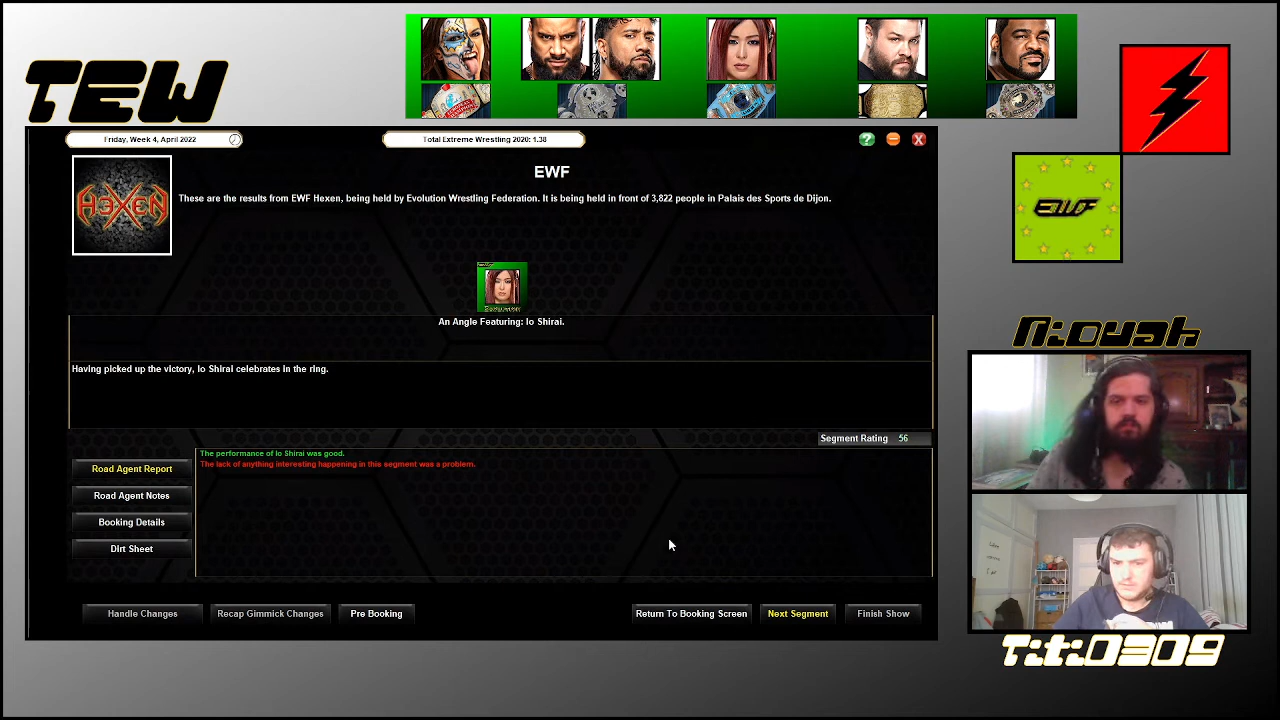 TEW
Friday, Week 4, April 2022
Total Extreme Wrestling 2020: 1.38
?
X
HEXEN
EWF
These are the results from EWF Hexen, being held by Evolution Wrestling Federation. It is being held in front of 3,822 people in Palais des Sports de Dijon.
EWF
An Angle Featuring: Io Shirai.
Having picked up the victory, Io Shirai celebrates in the ring.
Segment Rating 56
The performance of Io Shirai was good.
The lack of anything interesting happening in this segment was a problem.
Road Agent Report
Road Agent Notes
Booking Details
Dirt Sheet
Handle Changes
Recap Gimmick Changes
Pre Booking
Return To Booking Screen
Next Segment
Finish Show
T:t:0309